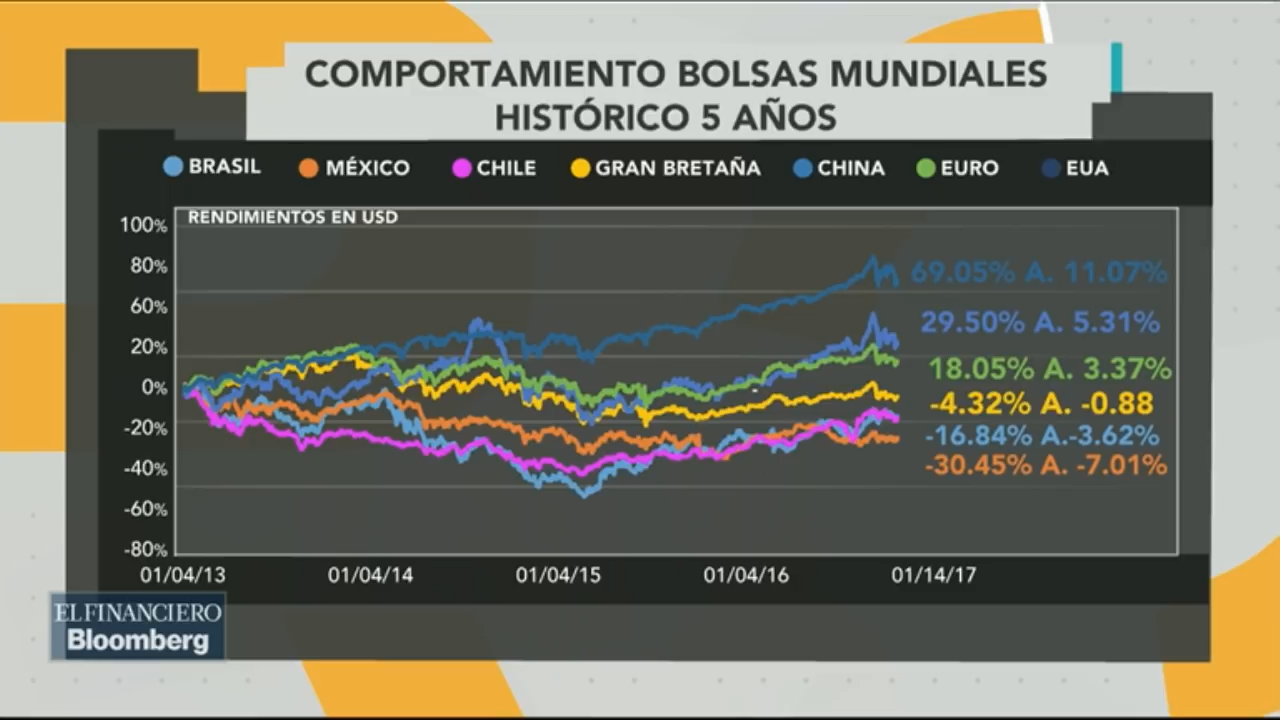 COMPORTAMIENTO BOLSAS MUNDIALES
HISTÓRICO 5 AÑOS
BRASIL MÉXICO CHILE GRAN BRETAÑA CHINA EURO EUA
RENDIMIENTOS EN USD
100%
80%
60%
20%
0%
-20%
-40%
-60%
-80%
69.05% A. 11.07%
29.50% A. 5.31%
18.05% A. 3.37%
-4.32% A. -0.88
-16.84% A.-3.62%
-30.45% A. -7.01%
01/04/13 01/04/14 01/04/15 01/04/16 01/14/17
EL FINANCIERO
Bloomberg